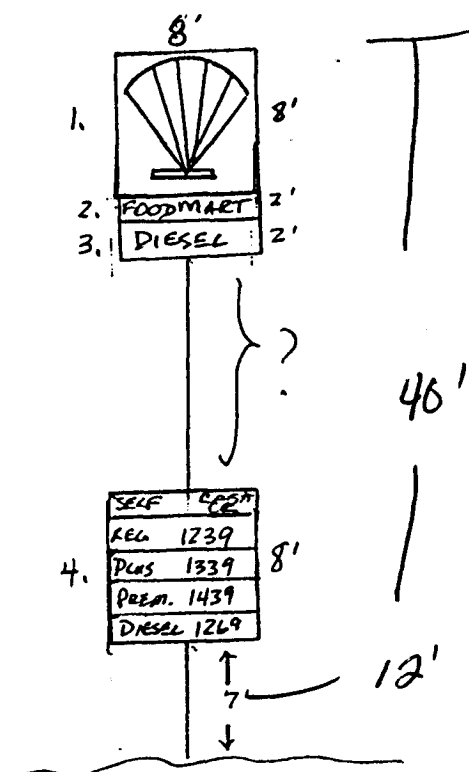 8'
1. 8'
2. FOODMART 2'
3. DIESEL 2'
?
40'
SELF
REG 1239
4. PLUS 1339 8'
PREM. 1439
DIESEL 1269
7' 12'